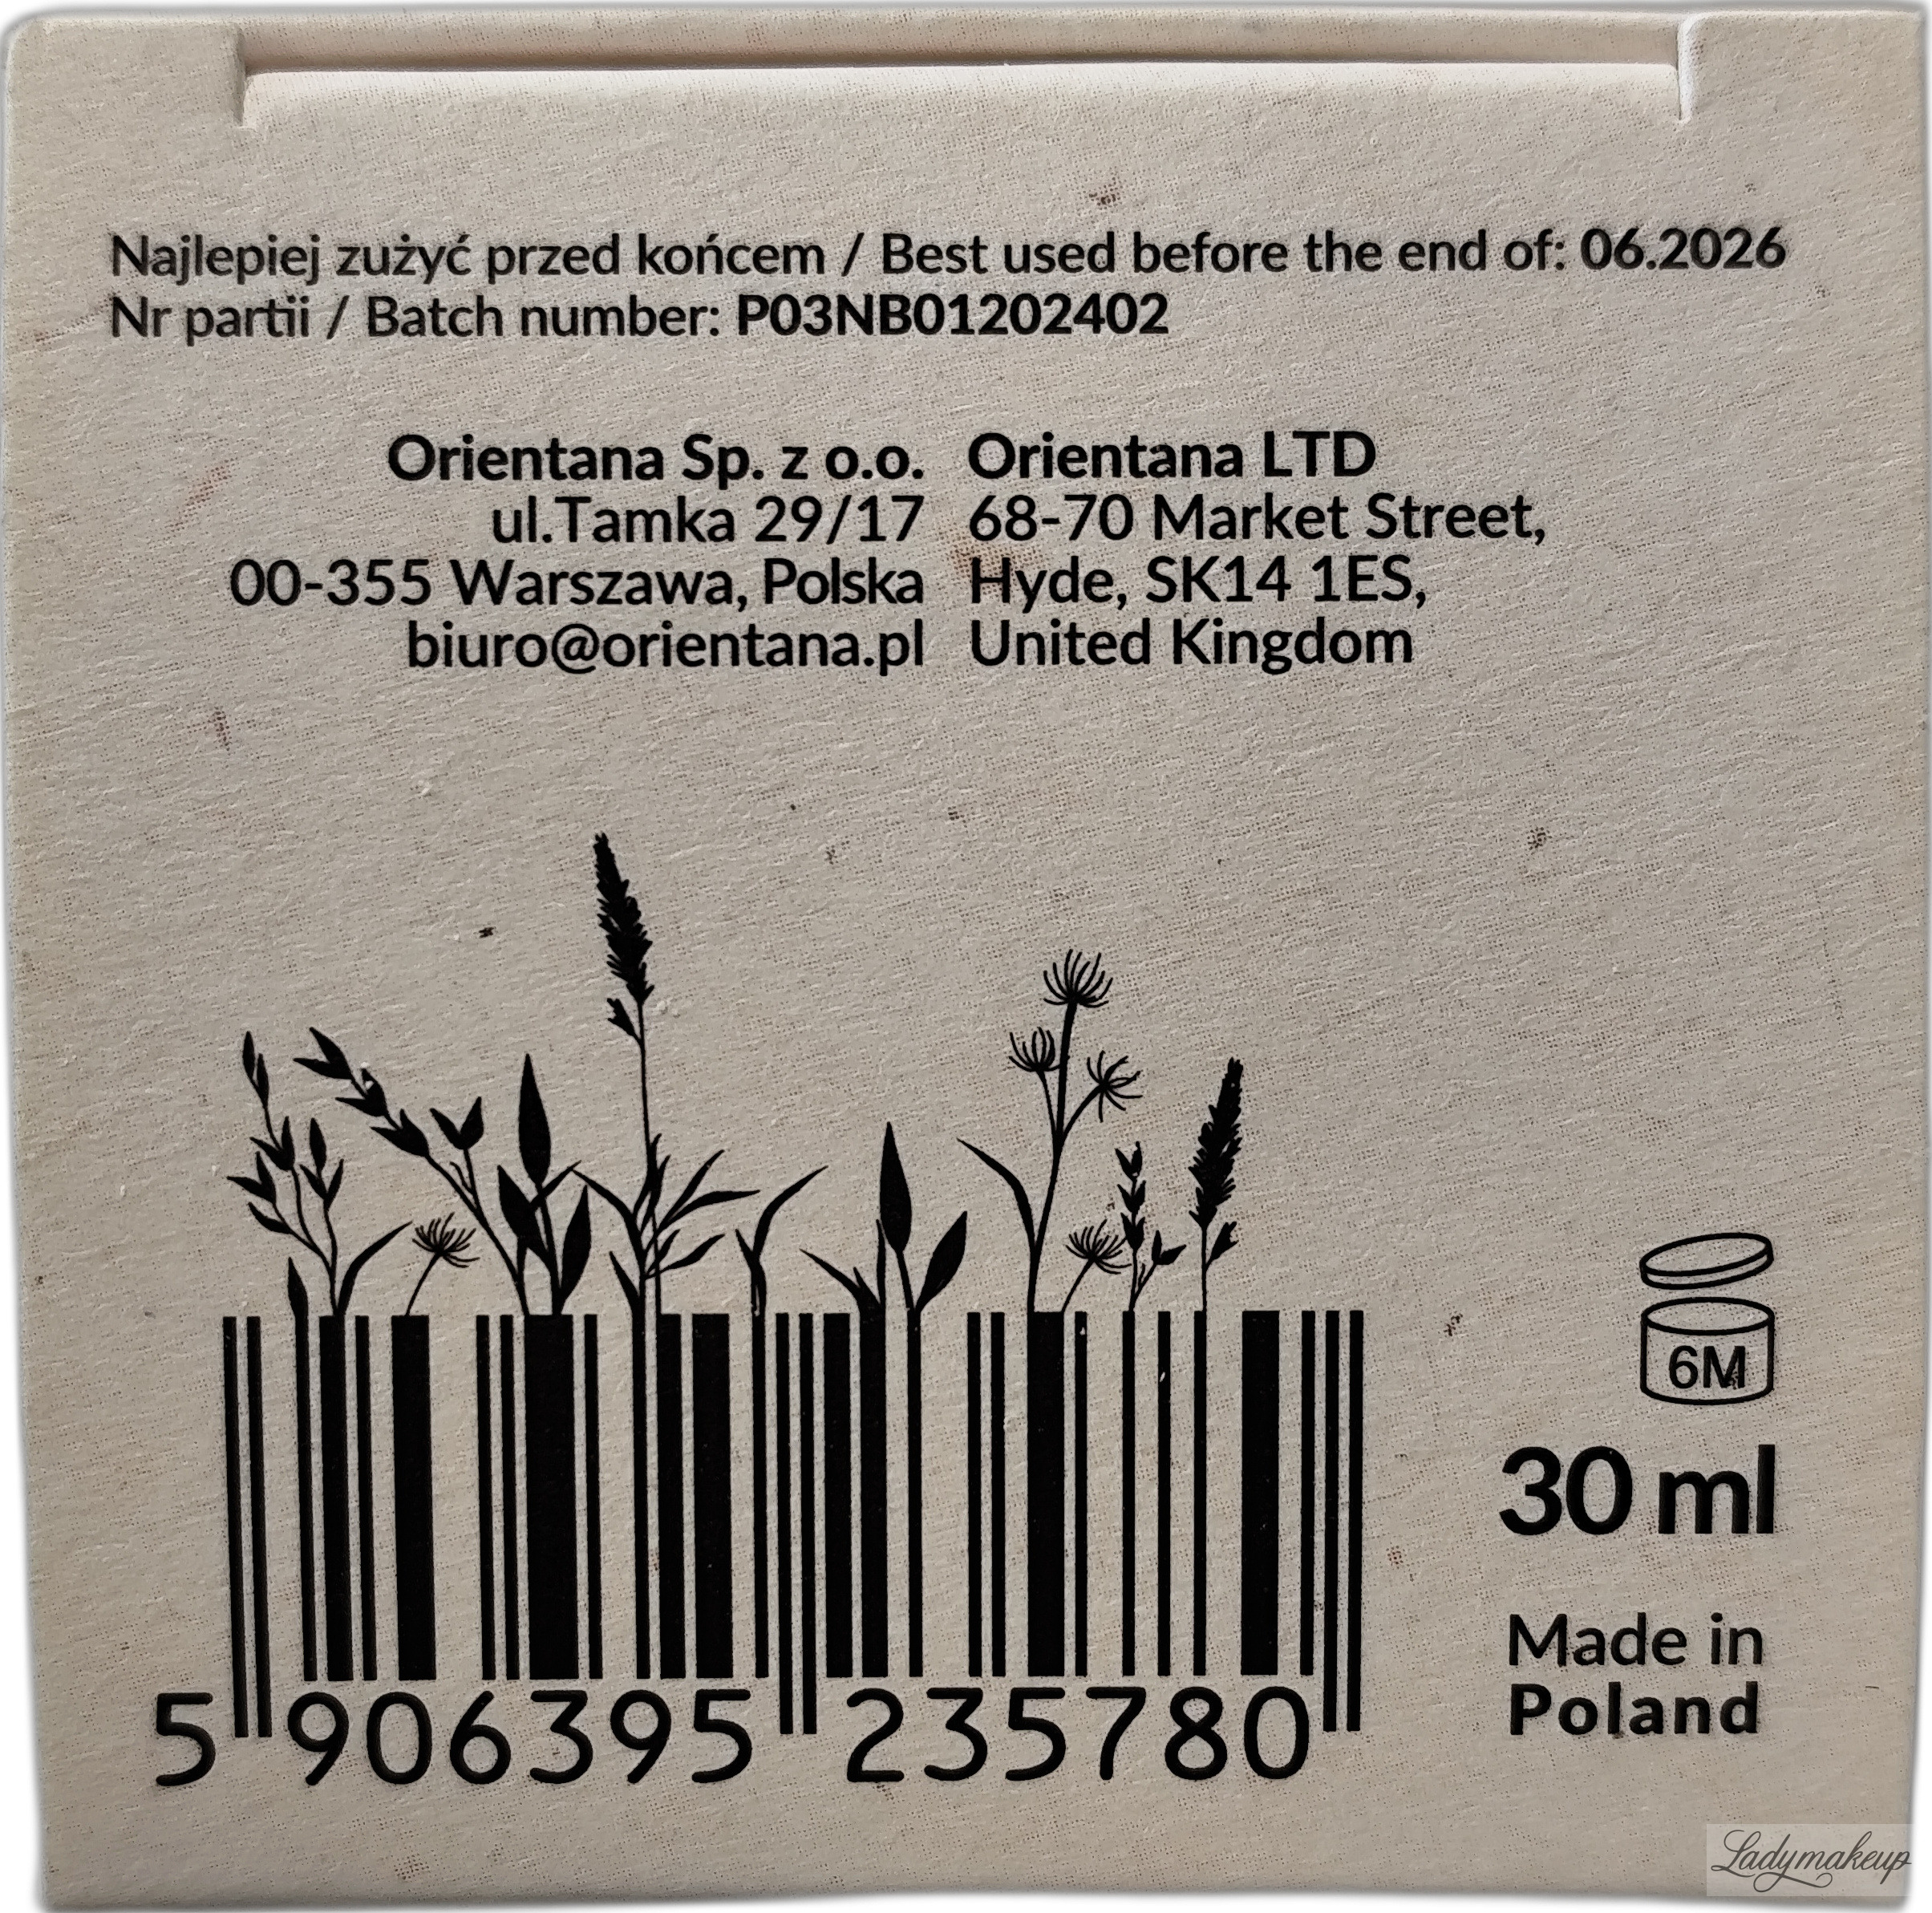 Najlepiej zużyć przed końcem / Best used before the end of: 06.2026
Nr partii / Batch number: P03NB01202402
Orientana Sp. z o.o.
ul.Tamka 29/17
00-355 Warszawa, Polska
biuro@orientana.pl
Orientana LTD
68-70 Market Street,
Hyde, SK14 1ES,
United Kingdom
6M
30 ml
Made in
Poland
5 906395 235780
Ladymakeup